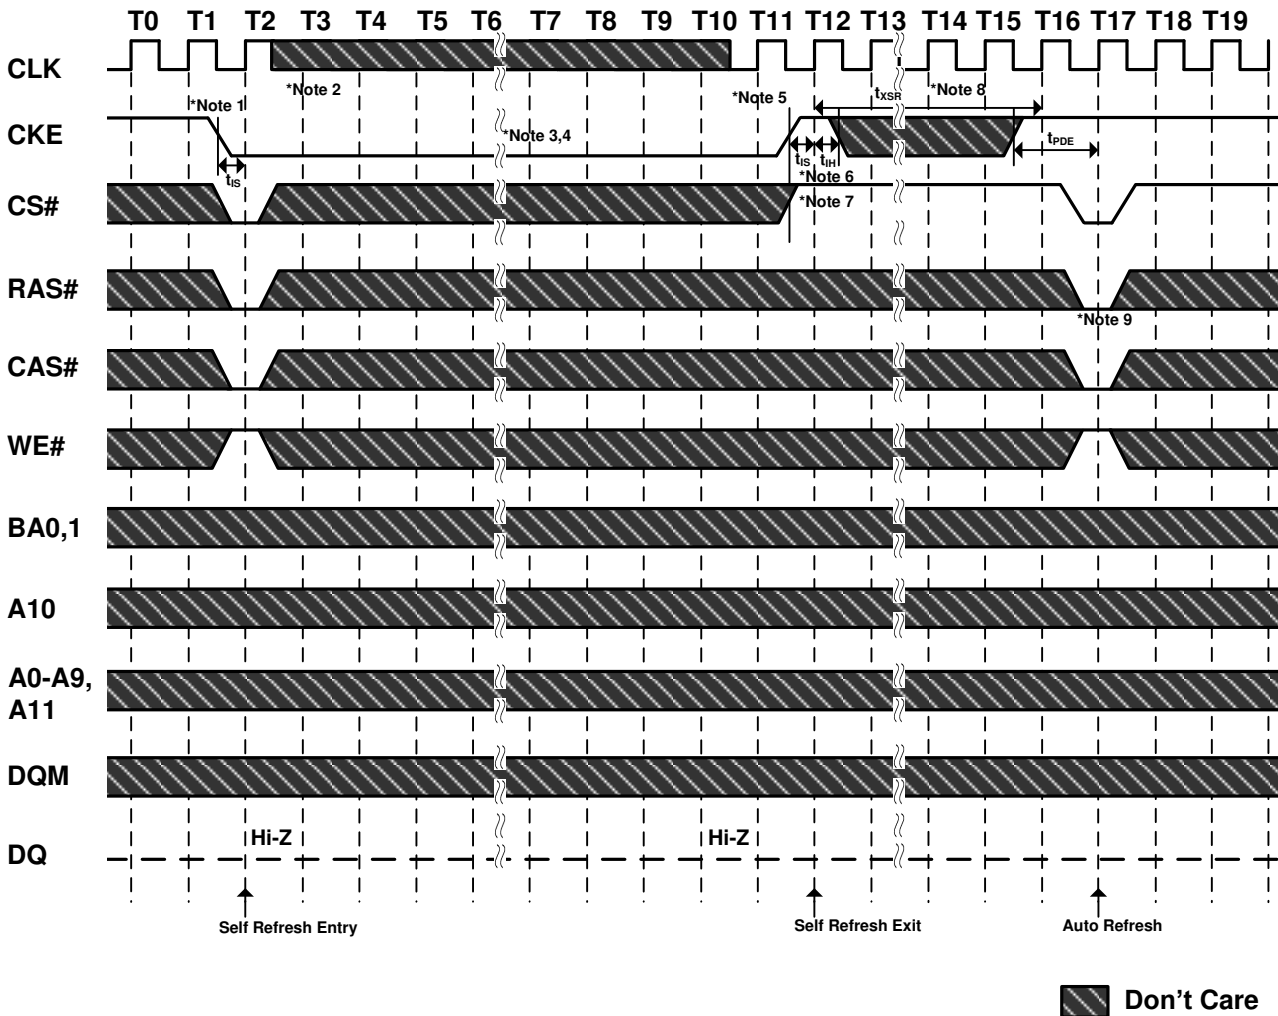 T0 T1 T2 T3 T4 T5 T6 T7 T8 T9 T10 T11 T12 T13 T14 T15 T16 T17 T18 T19
CLK
*Note 2
*Note 5
tXSR
*Note 8
*Note 1
CKE
*Note 3,4
tPDE
tIS
tIS
tIH
*Note 6
CS#
*Note 7
RAS#
*Note 9
CAS#
WE#
BA0,1
A10
A0-A9,
A11
DQM
Hi-Z
Hi-Z
DQ
Self Refresh Entry
Self Refresh Exit
Auto Refresh
Don't Care